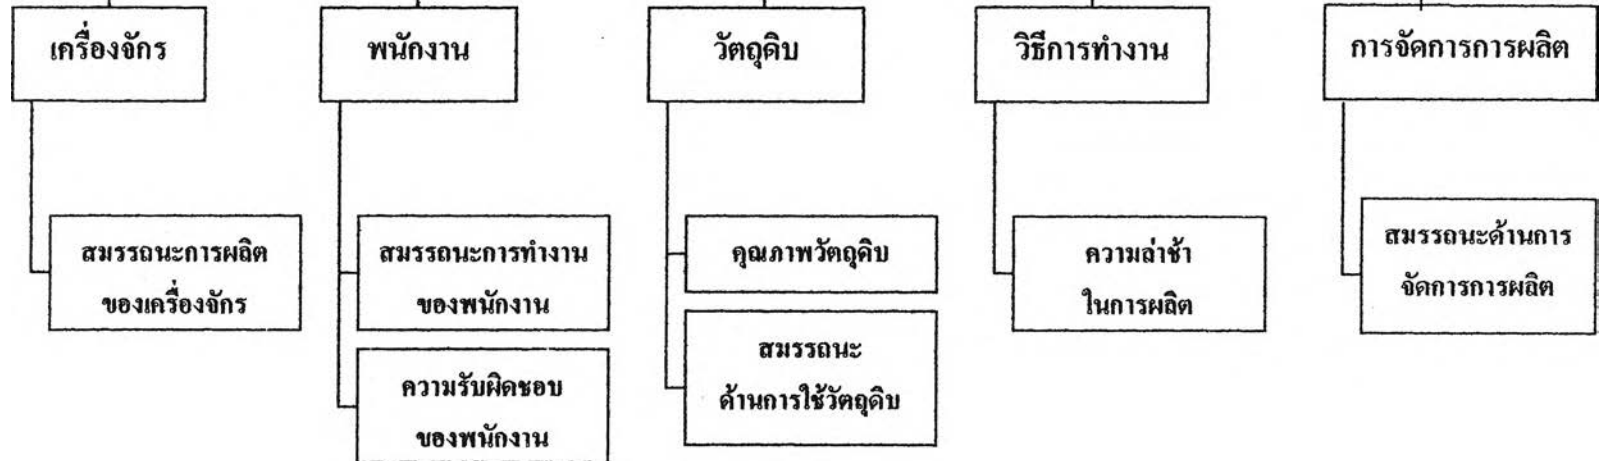 เครื่องจักร
พนักงาน
วัตถุดิบ
วิธีการทำงาน
การจัดการการผลิต
สมรรถนะการผลิต
ของเครื่องจักร
สมรรถนะการทำงาน
ของพนักงาน
ความรับผิดชอบ
ของพนักงาน
คุณภาพวัตถุดิบ
สมรรถนะ
ด้านการใช้วัตถุดิบ
ความล่าช้า
ในการผลิต
สมรรถนะด้านการ
จัดการการผลิต